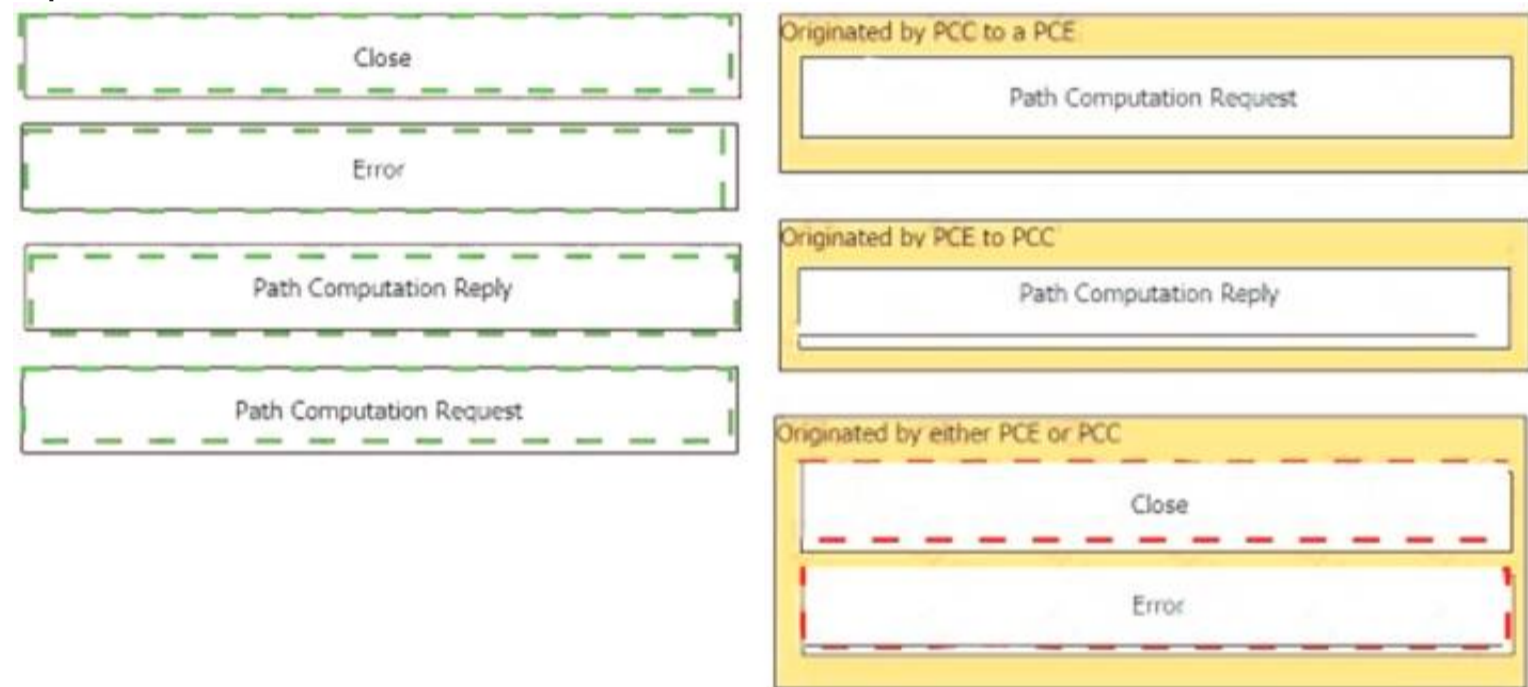 Close
Error
Path Computation Reply
Path Computation Request
Originated by PCC to a PCE
Path Computation Request
Originated by PCE to PCC
Path Computation Reply
Originated by either PCE or PCC
Close
Error